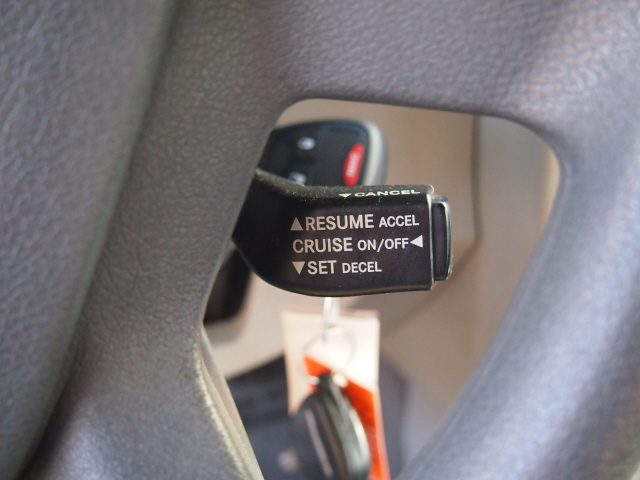 ▼CANCEL
▲RESUME ACCEL
CRUISE ON/OFF◀
▼SET DECEL